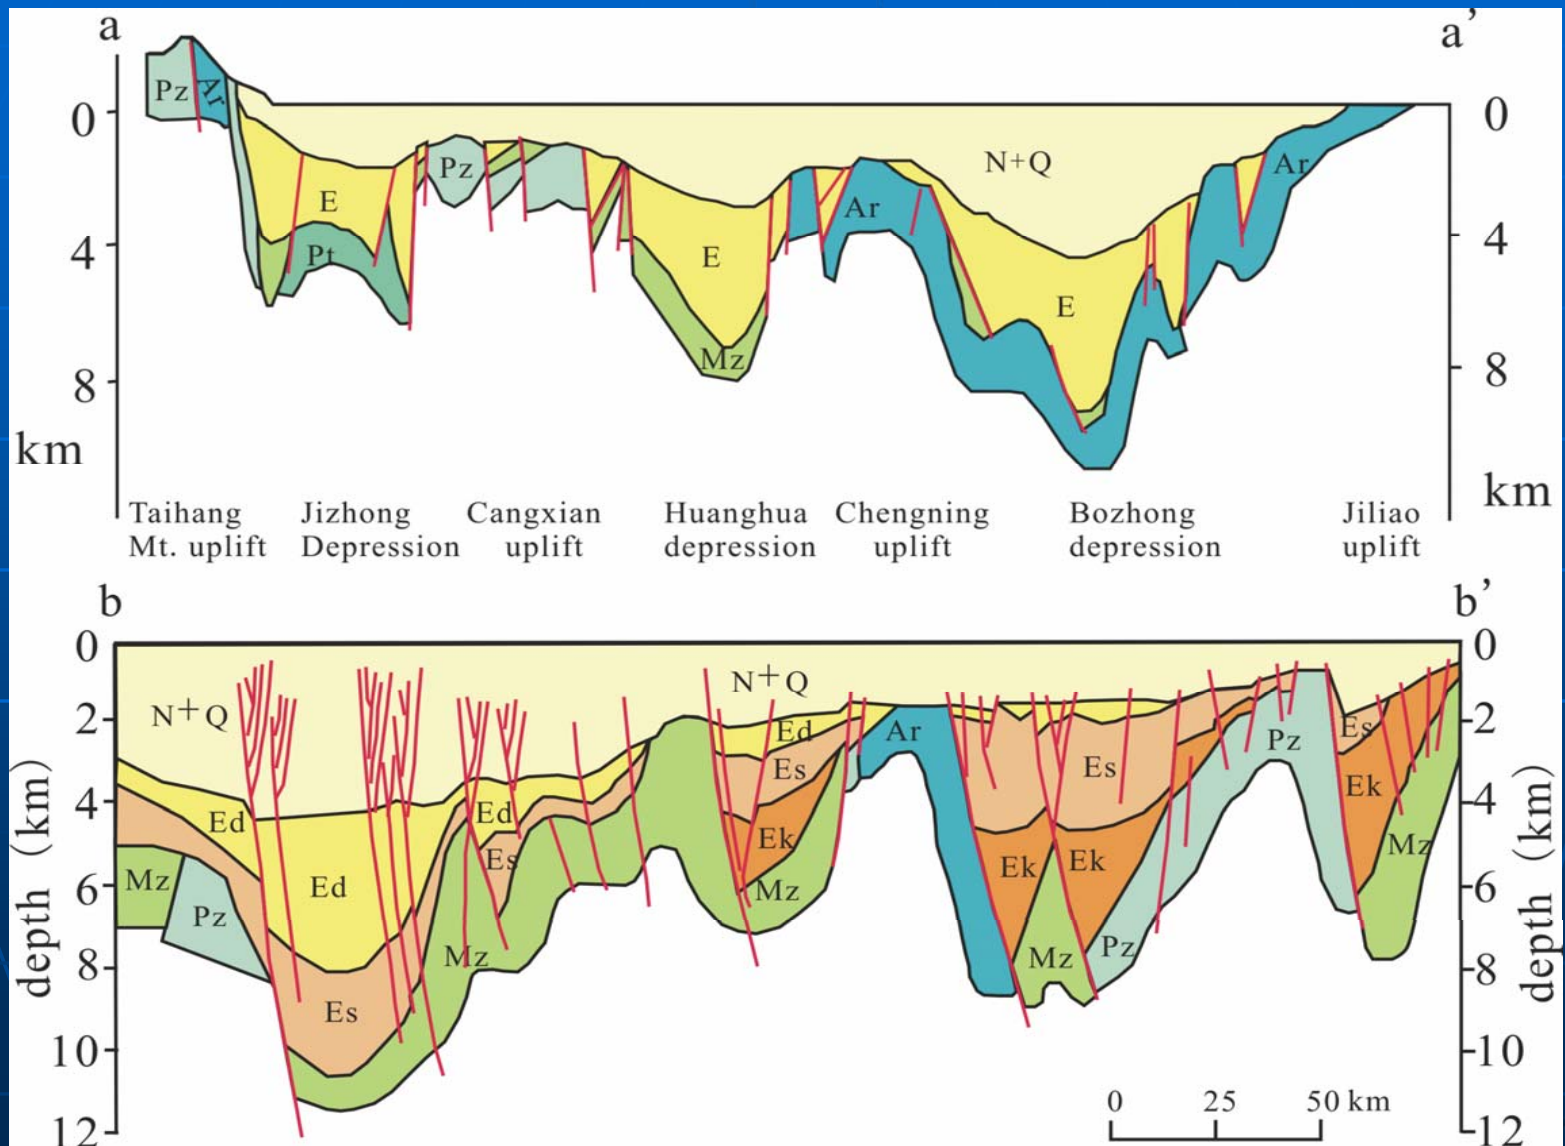 a
a'
Pz
Ar
0
0
N+Q
Pz
Ar
E
Ar
4
Pt
E
4
E
8
Mz
8
km
km
Taihang
Mt. uplift
Jizhong
Depression
Cangxian
uplift
Huanghua
depression
Chengning
uplift
Bozhong
depression
Jiliao
uplift
b
b'
0
0
N+Q
N+Q
2
Ed
Ar
Es
Pz
2
Es
Es
Ek
4
Ed
Ed
Ek
4
Mz
Es
Ek
Ek
6
Mz
Ed
Mz
6
Pz
8
Mz
Mz
Pz
8
Es
10
10
12
12
depth (km)
depth (km)
0 25 50 km